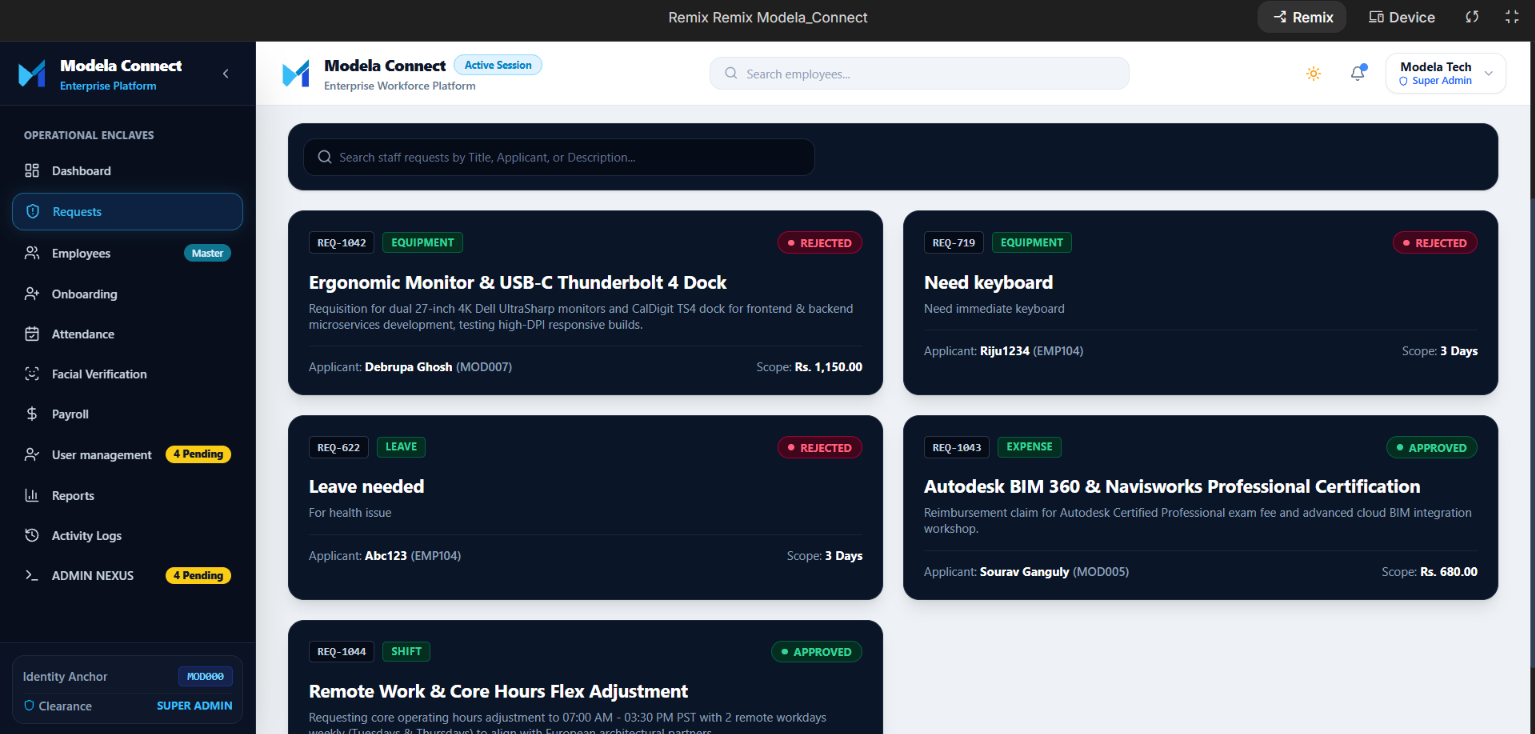 Remix Remix Modela_Connect
Remix
Device
Modela Connect
Enterprise Platform
Modela Connect
Active Session
Enterprise Workforce Platform
Search employees...
Modela Tech
Super Admin
OPERATIONAL ENCLAVES
Dashboard
Requests
Employees
Master
Onboarding
Attendance
Facial Verification
Payroll
User management
4 Pending
Reports
Activity Logs
ADMIN NEXUS
4 Pending
Identity Anchor
MOD000
Clearance
SUPER ADMIN
Search staff requests by Title, Applicant, or Description...
REQ-1042
EQUIPMENT
REJECTED
Ergonomic Monitor & USB-C Thunderbolt 4 Dock
Requisition for dual 27-inch 4K Dell UltraSharp monitors and CalDigit TS4 dock for frontend & backend
microservices development, testing high-DPI responsive builds.
Applicant: Debrupa Ghosh (MOD007)
Scope: Rs. 1,150.00
REQ-719
EQUIPMENT
REJECTED
Need keyboard
Need immediate keyboard
Applicant: Riju1234 (EMP104)
Scope: 3 Days
REQ-622
LEAVE
REJECTED
Leave needed
For health issue
Applicant: Abc123 (EMP104)
Scope: 3 Days
REQ-1043
EXPENSE
APPROVED
Autodesk BIM 360 & Navisworks Professional Certification
Reimbursement claim for Autodesk Certified Professional exam fee and advanced cloud BIM integration
workshop.
Applicant: Sourav Ganguly (MOD005)
Scope: Rs. 680.00
REQ-1044
SHIFT
APPROVED
Remote Work & Core Hours Flex Adjustment
Requesting core operating hours adjustment to 07:00 AM - 03:30 PM PST with 2 remote workdays
weekly (Tuesdays & Thursdays) to align with European architectural partners.